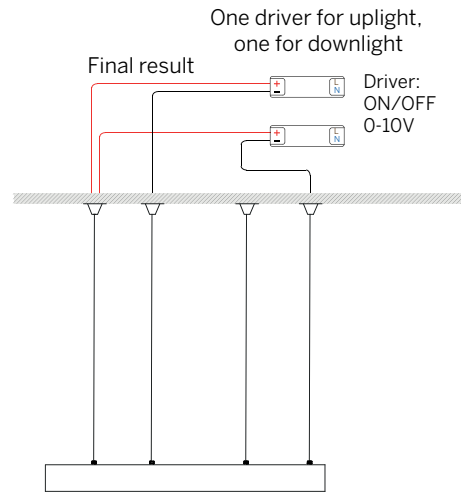 One driver for uplight,
one for downlight
Final result
+
-
L
N
Driver:
ON/OFF
0-10V
+
-
L
N